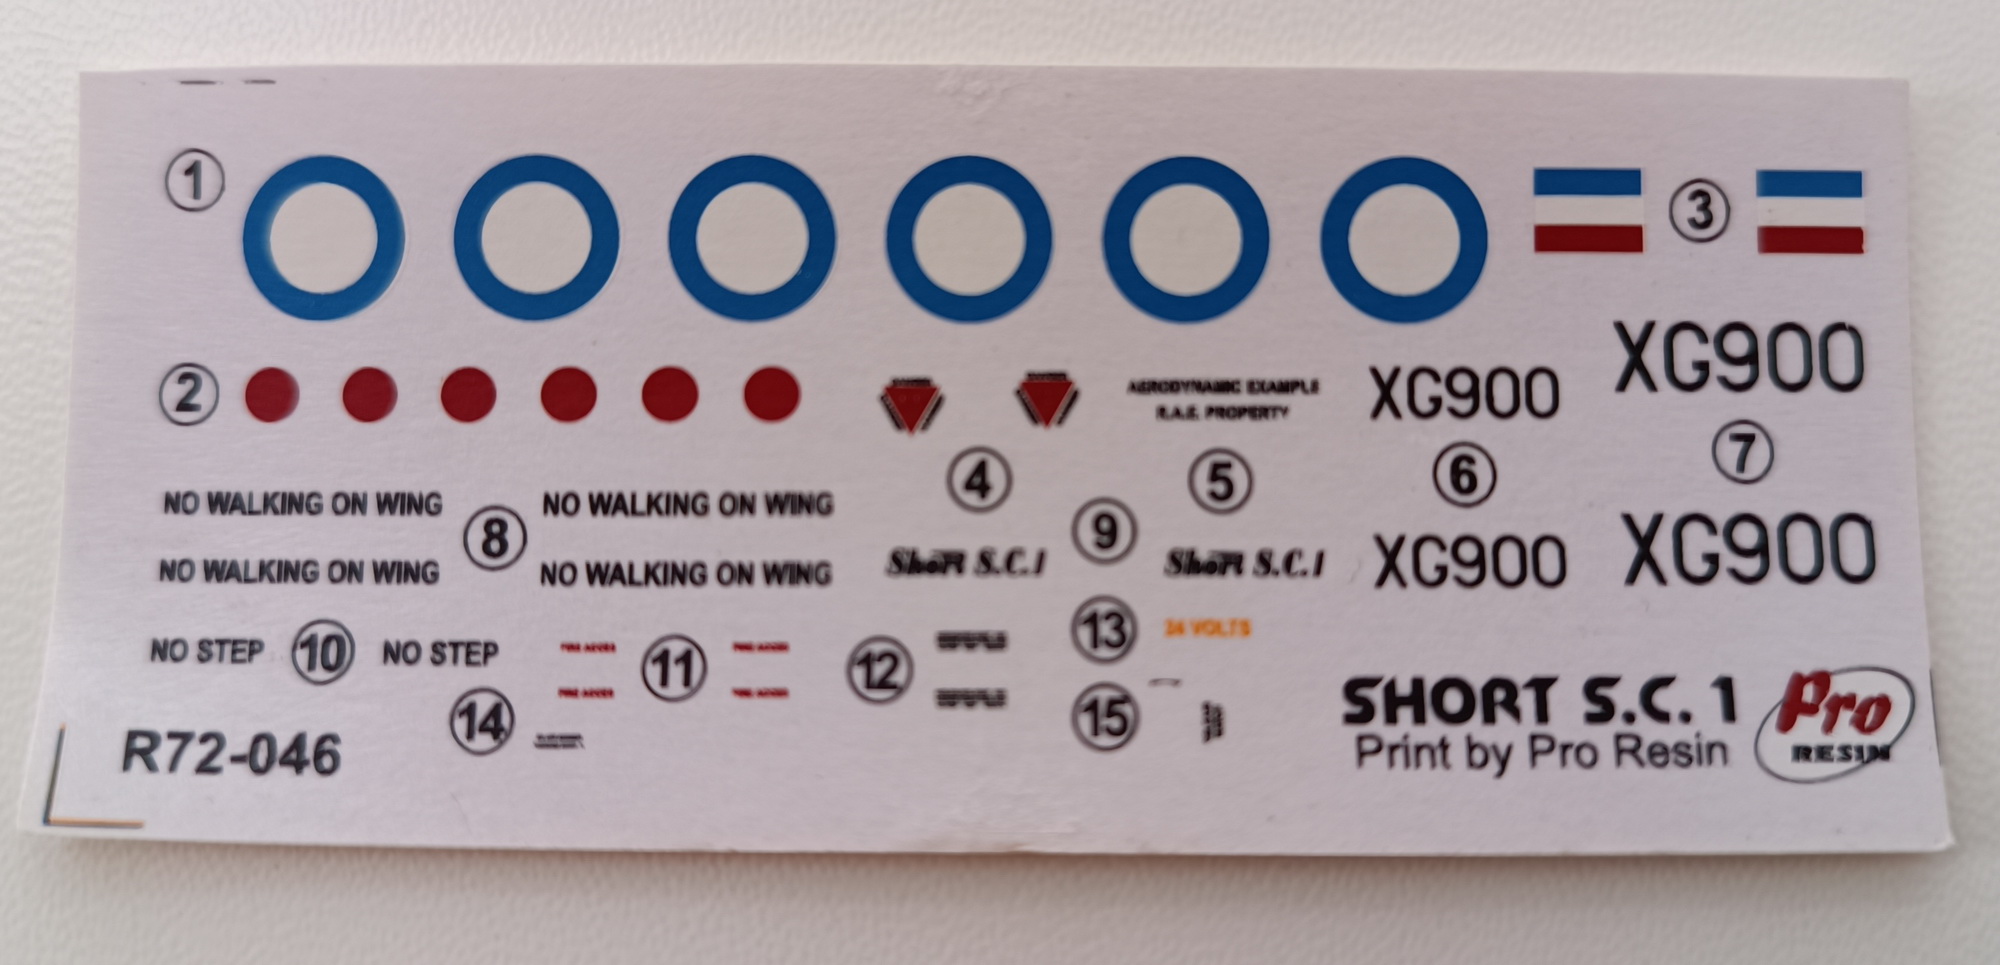 1
3
XG900
2
AERODYNAMIC EXAMPLE
R.A.E. PROPERTY
XG900
4
5
6
7
NO WALKING ON WING
8
NO WALKING ON WING
9
XG900
NO WALKING ON WING
NO WALKING ON WING
Short S.C.1
Short S.C.1
XG900
NO STEP
10
NO STEP
11
12
13
24 VOLTS
14
15
R72-046
SHORT S.C. 1
Print by Pro Resin
Pro
RESIN